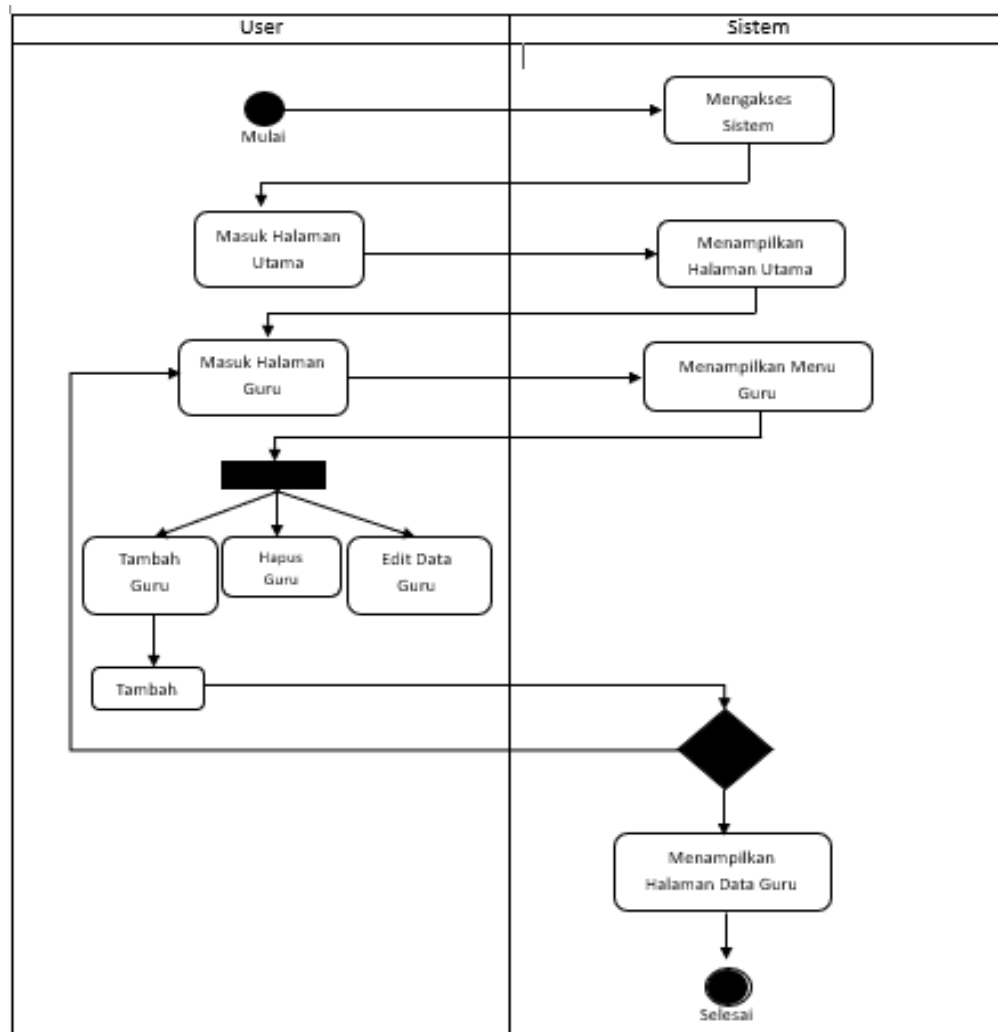 User
Sistem
Mulai
Mengakses
Sistem
Masuk Halaman
Utama
Menampilkan
Halaman Utama
Masuk Halaman
Guru
Menampilkan Menu
Guru
Tambah
Guru
Hapus
Guru
Edit Data
Guru
Tambah
Menampilkan
Halaman Data Guru
Selesai